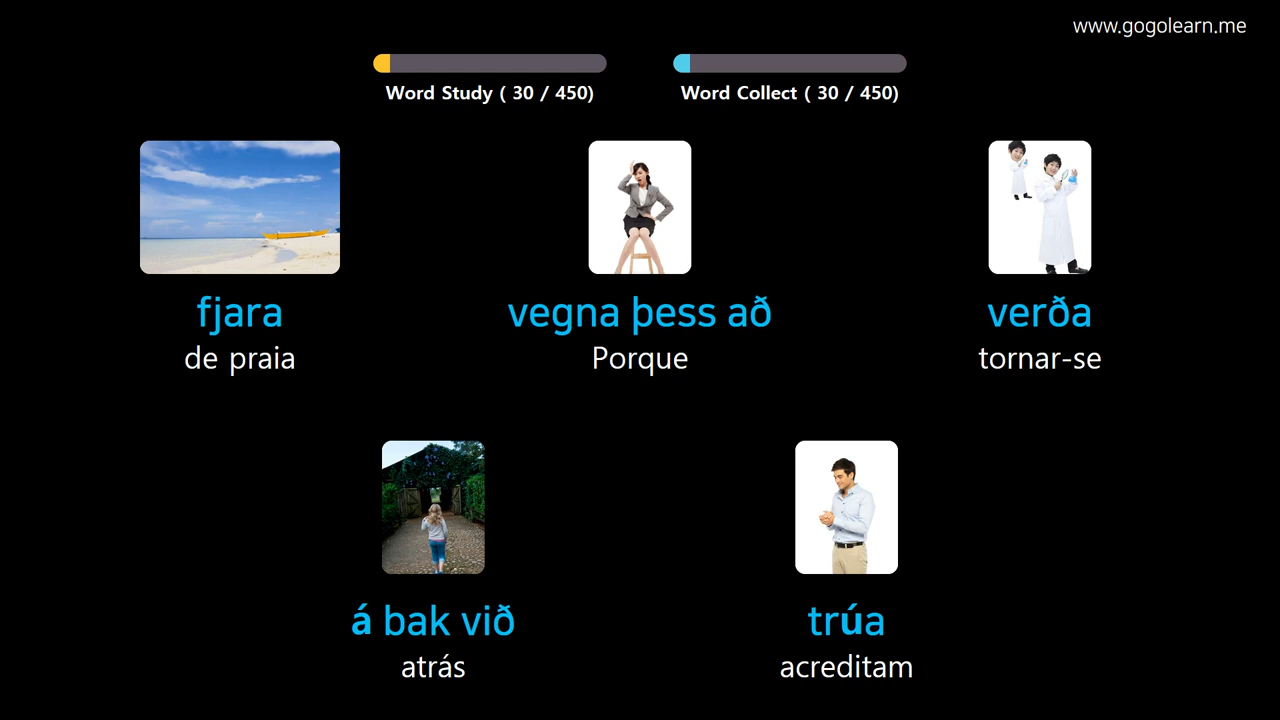 www.gogolearn.me
Word Study ( 30 / 450)
Word Collect ( 30 / 450)
fjara
de praia
vegna þess að
Porque
verða
tornar-se
á bak við
atrás
trúa
acreditam